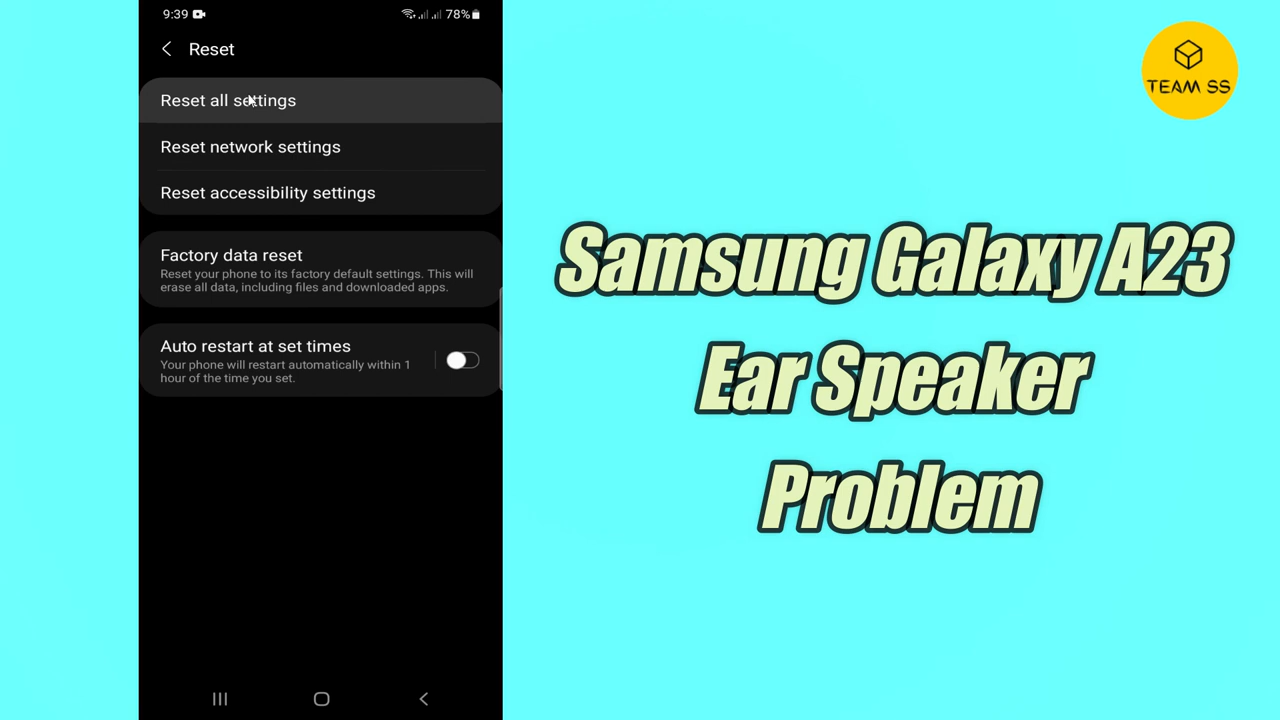 9:39
78%
Reset
Reset all settings
Reset network settings
Reset accessibility settings
Factory data reset
Reset your phone to its factory default settings. This will
erase all data, including files and downloaded apps.
Auto restart at set times
Your phone will restart automatically within 1
hour of the time you set.
TEAM SS
Samsung Galaxy A23
Ear Speaker
Problem